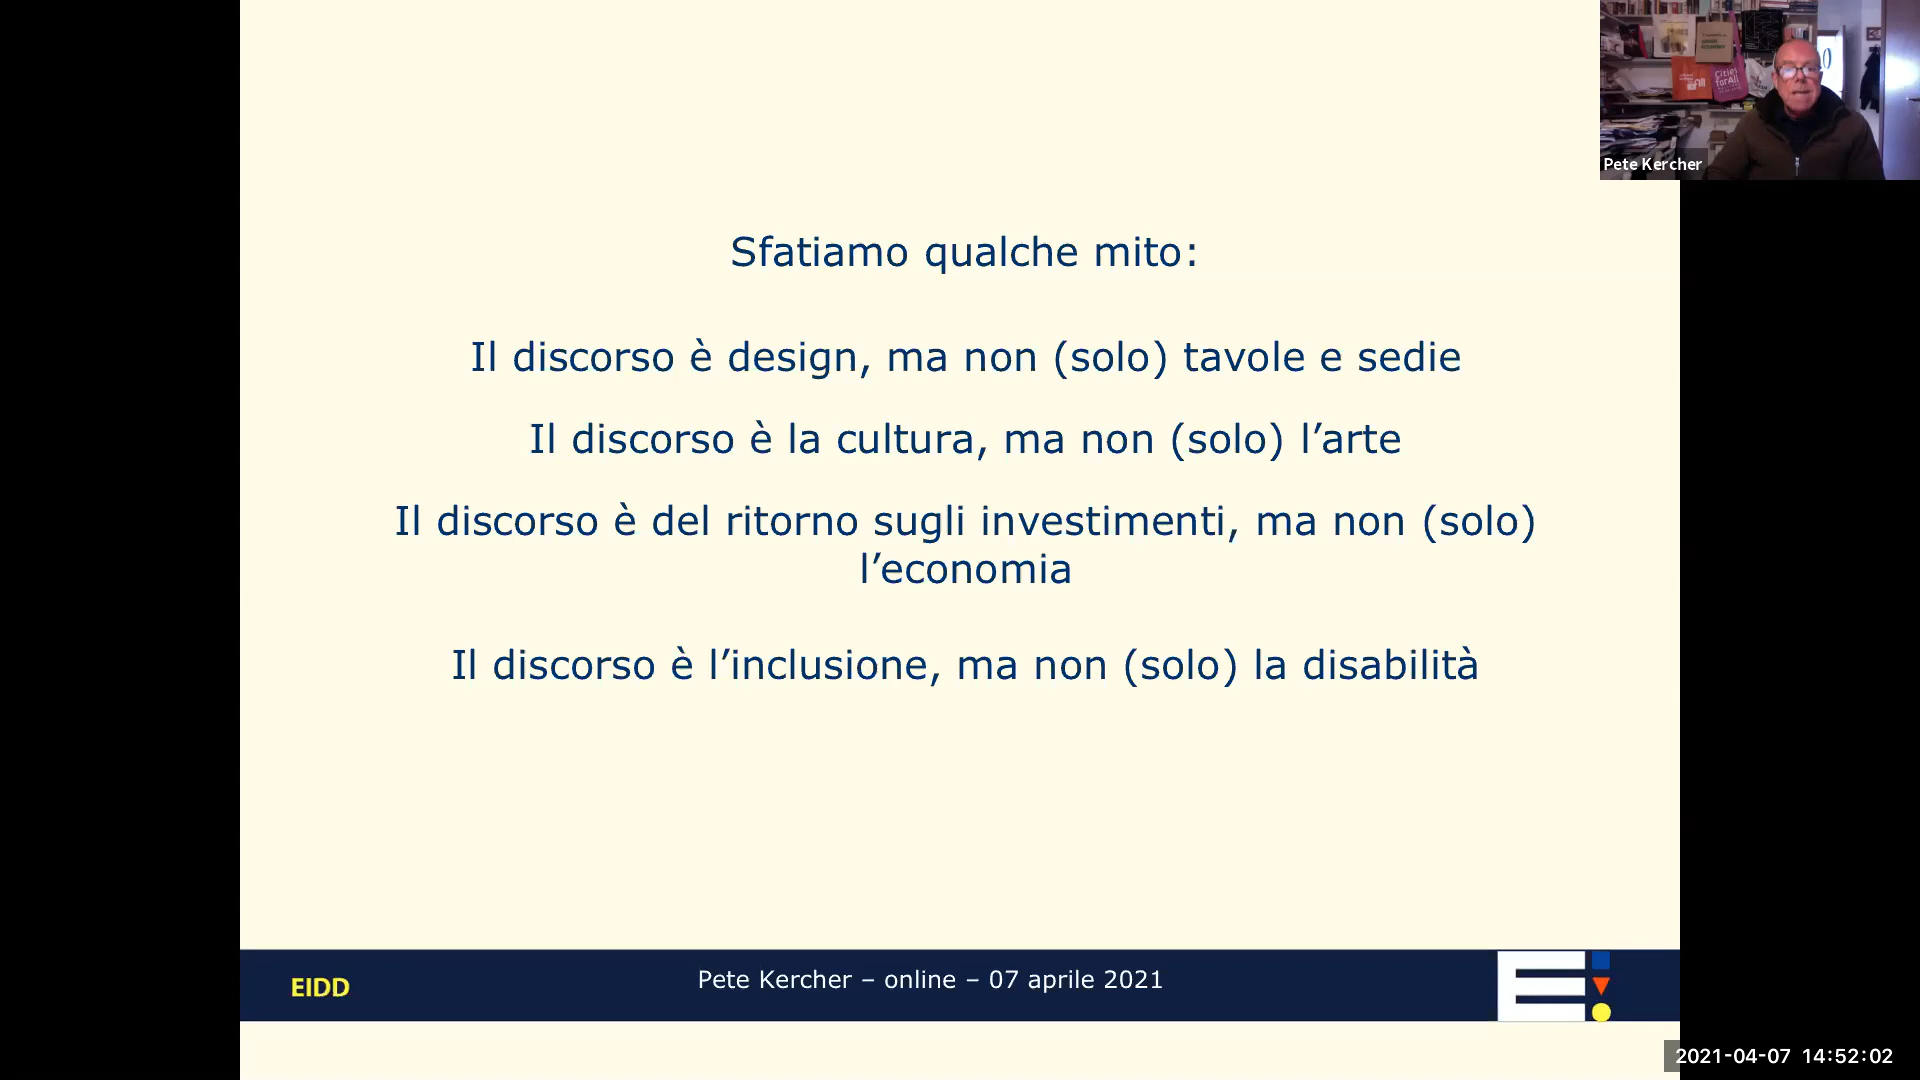 Sfatiamo qualche mito:
Il discorso è design, ma non (solo) tavole e sedie
Il discorso è la cultura, ma non (solo) l’arte
Il discorso è del ritorno sugli investimenti, ma non (solo)
l’economia
Il discorso è l’inclusione, ma non (solo) la disabilità
EIDD
Pete Kercher – online – 07 aprile 2021
Cities
forAll
Pete Kercher
2021-04-07 14:52:02